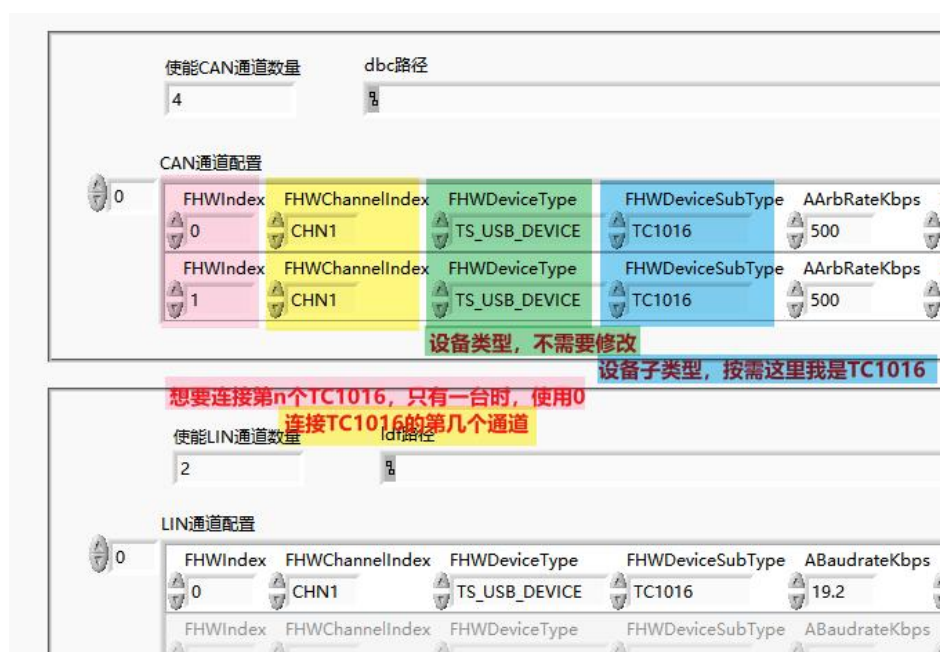 使能CAN通道数量 dbc路径
4
CAN通道配置
0 FHWIndex FHWChannelIndex FHWDeviceType FHWDeviceSubType AArbRateKbps
0 CHN1 TS_USB_DEVICE TC1016 500
FHWIndex FHWChannelIndex FHWDeviceType FHWDeviceSubType AArbRateKbps
1 CHN1 TS_USB_DEVICE TC1016 500
设备类型，不需要修改
设备子类型，按需这里我是TC1016
想要连接第n个TC1016，只有一台时，使用0
连接TC1016的第几个通道
使能LIN通道数量 ldf路径
2
LIN通道配置
0 FHWIndex FHWChannelIndex FHWDeviceType FHWDeviceSubType ABaudrateKbps
0 CHN1 TS_USB_DEVICE TC1016 19.2
FHWIndex FHWChannelIndex FHWDeviceType FHWDeviceSubType ABaudrateKbps